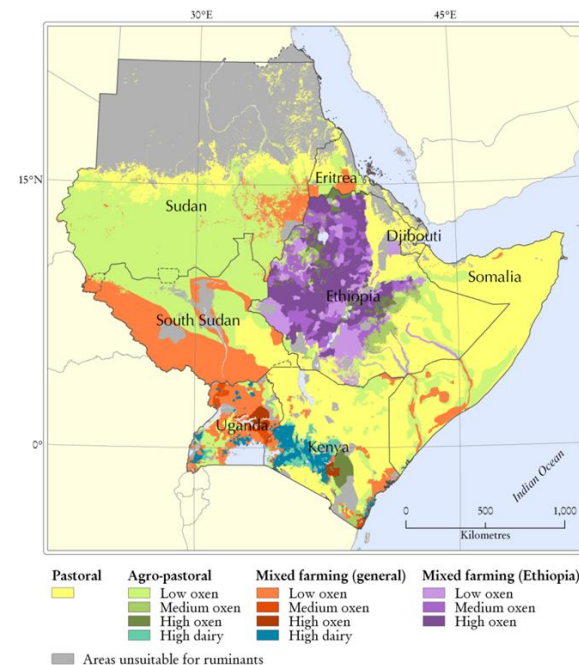 30°E 45°E
15°N
Eritrea
Sudan
Djibouti
Somalia
Ethiopia
South Sudan
Uganda
Kenya
0°
Indian Ocean
0 500 1,000
Kilometres
Pastoral Agro-pastoral Mixed farming (general) Mixed farming (Ethiopia)
Low oxen Low oxen Low oxen
Medium oxen Medium oxen Medium oxen
High oxen High oxen High oxen
High dairy High dairy
Areas unsuitable for ruminants